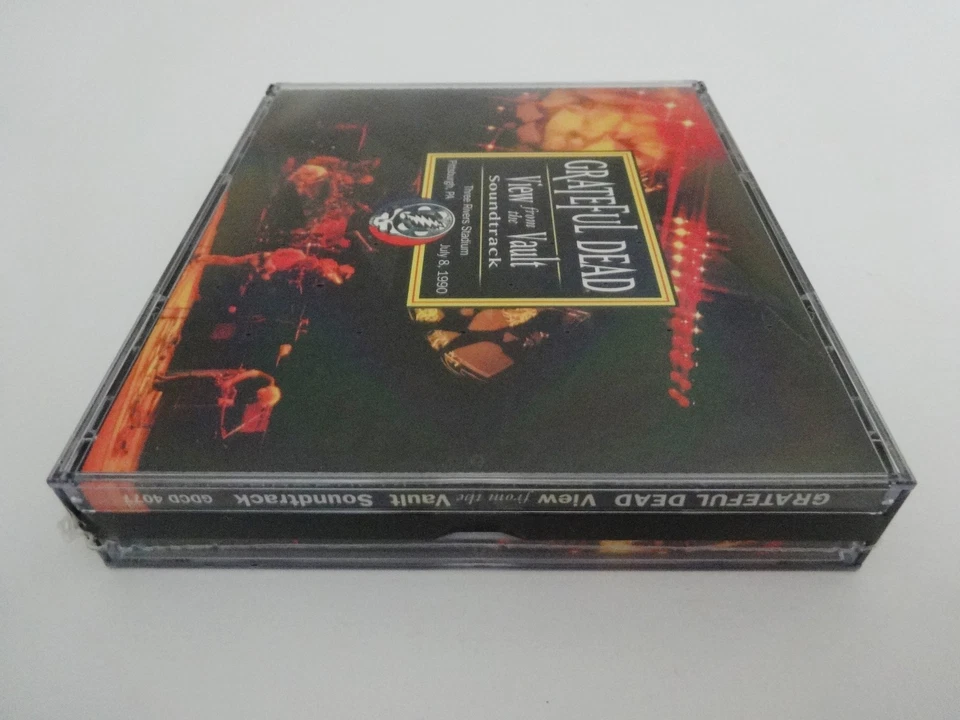 GRATEFUL DEAD
View from the Vault
Soundtrack
Three Rivers Stadium
Pittsburgh, PA
July 8, 1990
GRATEFUL DEAD View from the Vault Soundtrack GDCD 4077